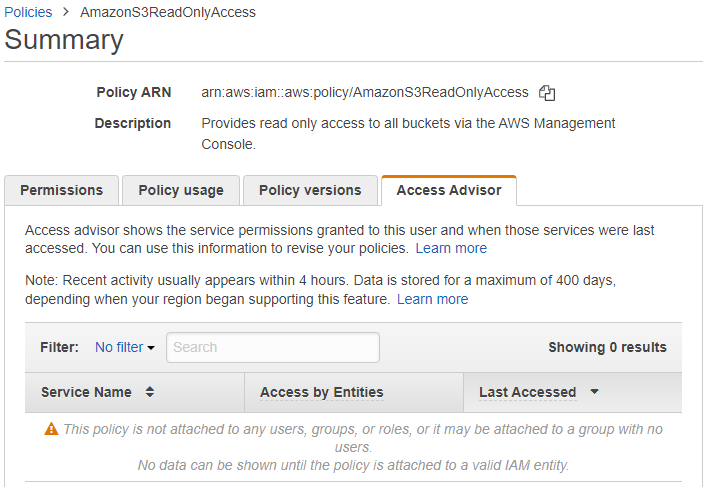 Policies > AmazonS3ReadOnlyAccess
Summary
Policy ARN arn:aws:iam::aws:policy/AmazonS3ReadOnlyAccess
Description Provides read only access to all buckets via the AWS Management
Console.
Permissions Policy usage Policy versions Access Advisor
Access advisor shows the service permissions granted to this user and when those services were last
accessed. You can use this information to revise your policies. Learn more
Note: Recent activity usually appears within 4 hours. Data is stored for a maximum of 400 days,
depending when your region began supporting this feature. Learn more
Filter: No filter Search Showing 0 results
Service Name Access by Entities Last Accessed
This policy is not attached to any users, groups, or roles, or it may be attached to a group with no
users.
No data can be shown until the policy is attached to a valid IAM entity.